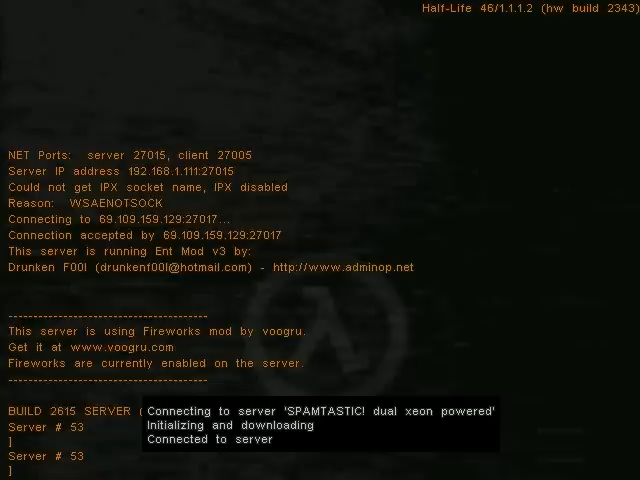 Half-Life 46/1.1.1.2 (hw build 2343)
NET Ports: server 27015, client 27005
Server IP address 192.168.1.111:27015
Could not get IPX socket name, IPX disabled
Reason: WSAENOTSOCK
Connecting to 69.109.159.129:27017...
Connection accepted by 69.109.159.129:27017
This server is running Ent Mod v3 by:
Drunken F00l (drunkenf00l@hotmail.com) - http://www.adminop.net
----------------------------------------
This server is using Fireworks mod by voogru.
Get it at www.voogru.com
Fireworks are currently enabled on the server.
----------------------------------------
BUILD 2615 SERVER (
Connecting to server 'SPAMTASTIC! dual xeon powered'
Initializing and downloading
Connected to server
Server # 53
]
Server # 53
]